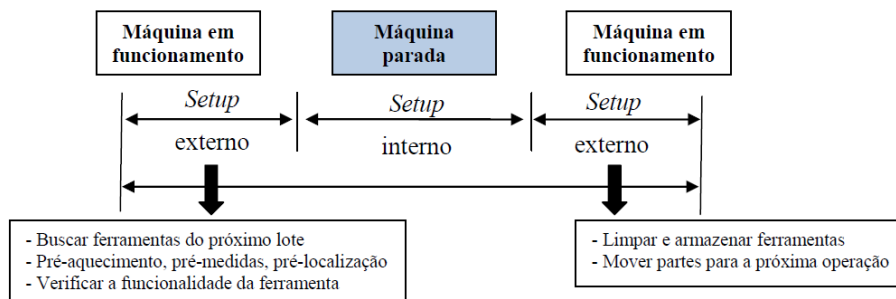 Máquina em
funcionamento
Máquina
parada
Máquina em
funcionamento
Setup
externo
Setup
interno
Setup
externo
- Buscar ferramentas do próximo lote
- Pré-aquecimento, pré-medidas, pré-localização
- Verificar a funcionalidade da ferramenta
- Limpar e armazenar ferramentas
- Mover partes para a próxima operação